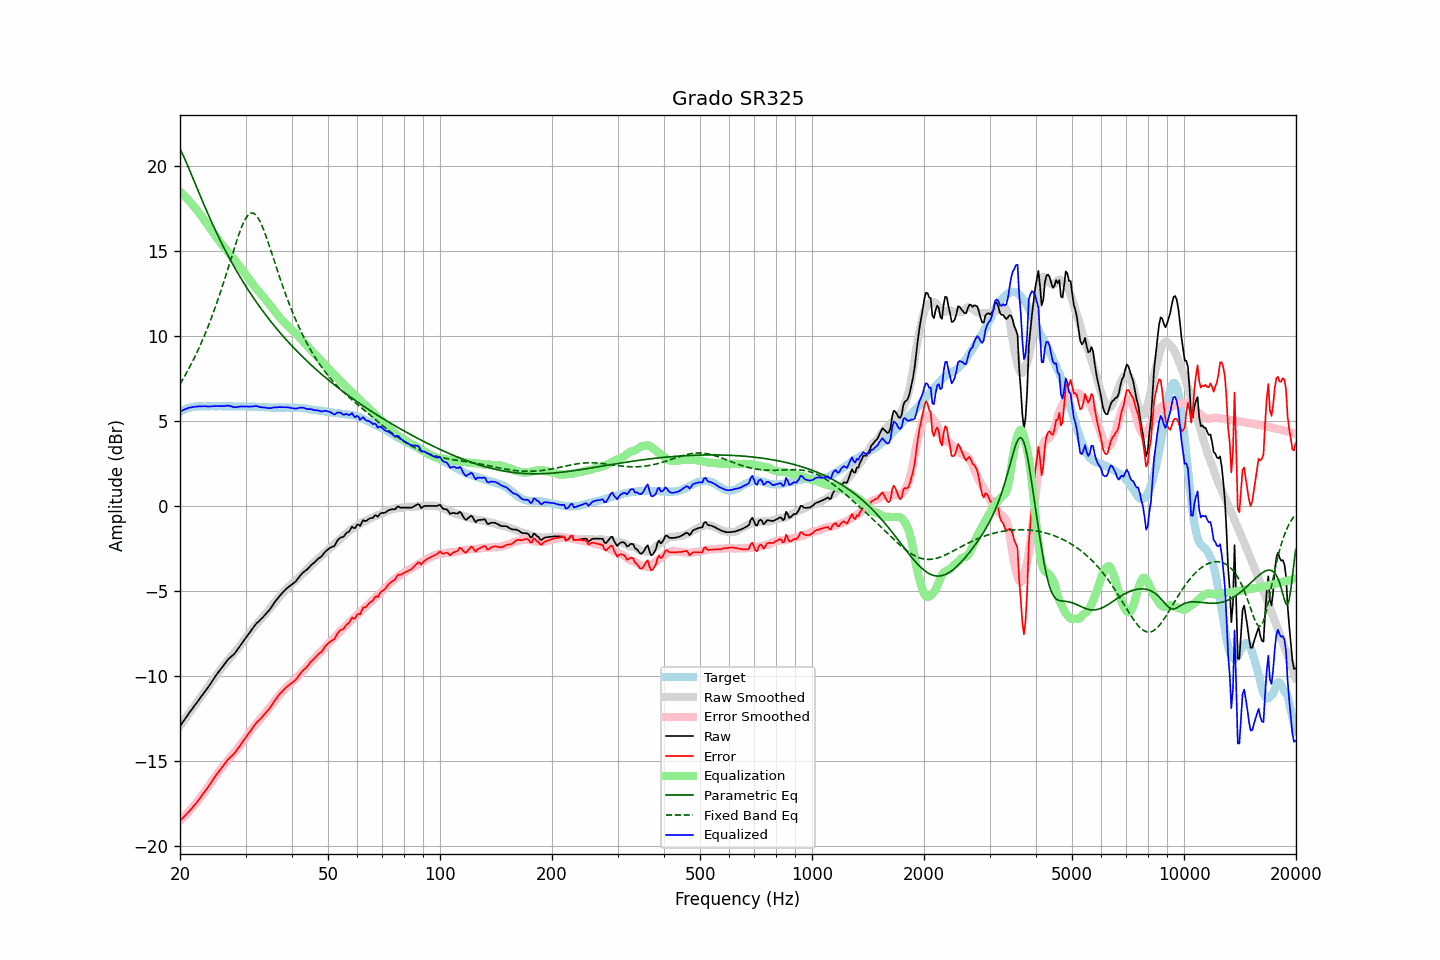 Grado SR325
Amplitude (dBr)
20
15
10
5
0
−5
−10
−15
−20
Target
Raw Smoothed
Error Smoothed
Raw
Error
Equalization
Parametric Eq
Fixed Band Eq
Equalized
20 50 100 200 500 1000 2000 5000 10000 20000
Frequency (Hz)